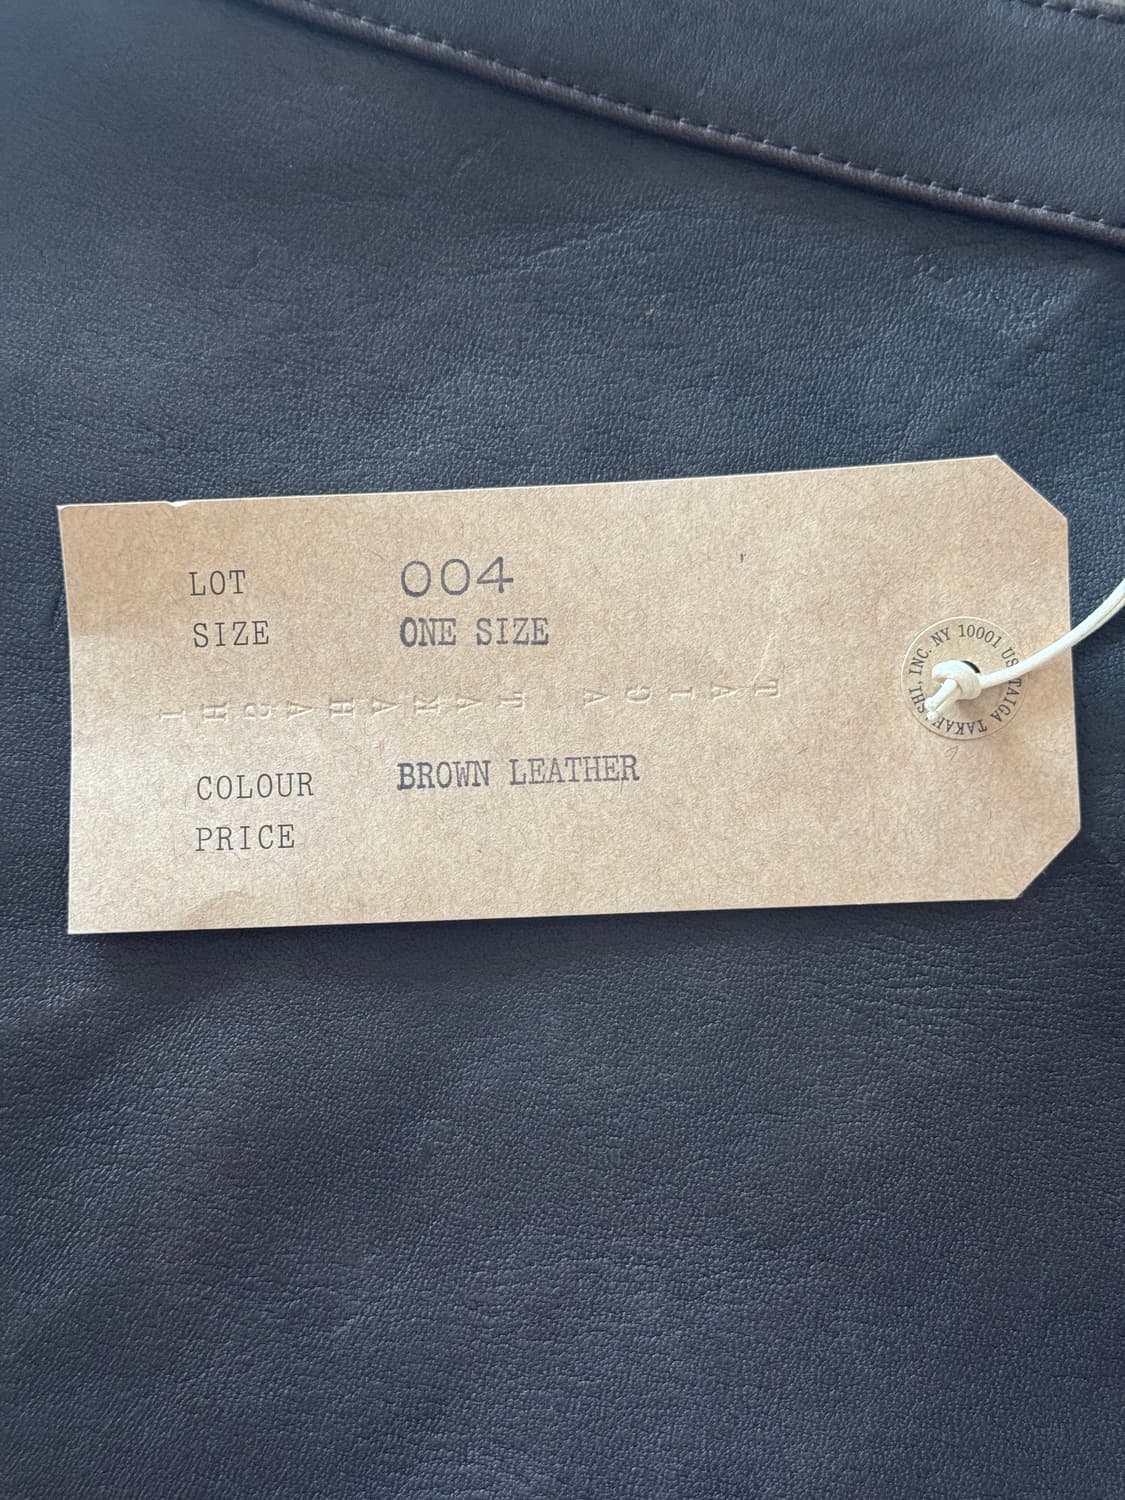 LOT 004
SIZE ONE SIZE
TAIGA TAKAHASHI
COLOUR BROWN LEATHER
PRICE
TAIGA TAKAHASHI, INC. NY 10001 US